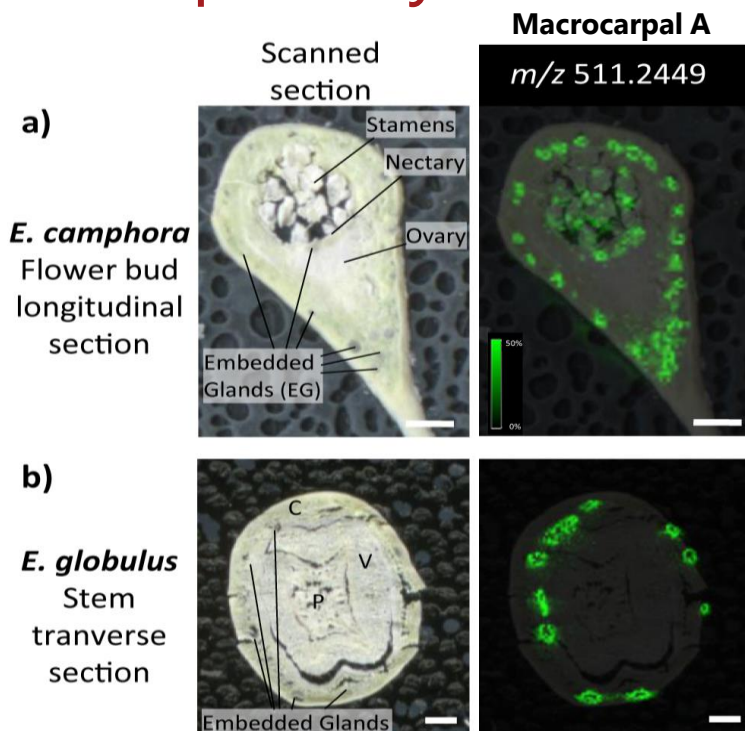 Macrocarpal A
Scanned
section
m/z 511.2449
a)
Stamens
Nectary
E. camphora
Flower bud
longitudinal
section
Ovary
Embedded
Glands (EG)
50%
0%
b)
E. globulus
Stem
tranverse
section
C
V
P
Embedded Glands